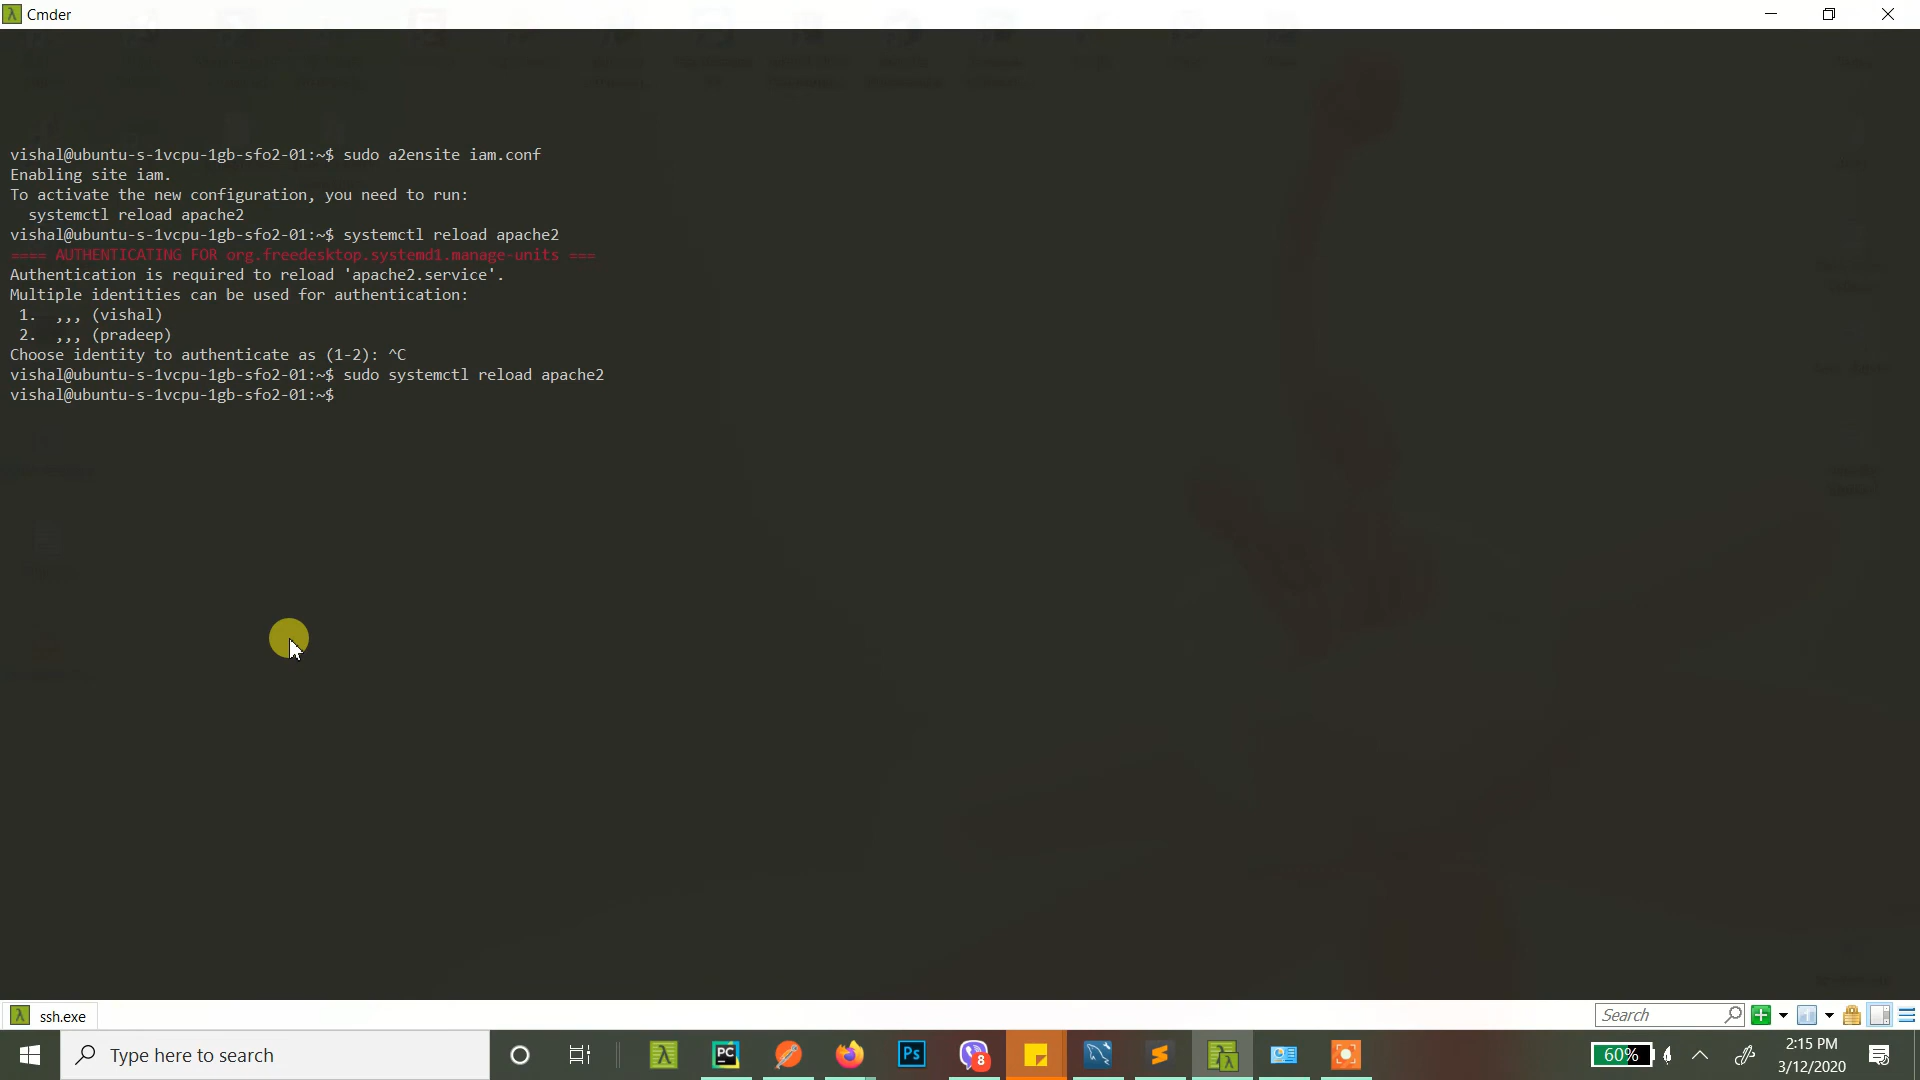 Cmder
vishal@ubuntu-s-1vcpu-1gb-sfo2-01:~$ sudo a2ensite iam.conf
Enabling site iam.
To activate the new configuration, you need to run:
  systemctl reload apache2
vishal@ubuntu-s-1vcpu-1gb-sfo2-01:~$ systemctl reload apache2
==== AUTHENTICATING FOR org.freedesktop.systemd1.manage-units ===
Authentication is required to reload 'apache2.service'.
Multiple identities can be used for authentication:
 1.  ,,, (vishal)
 2.  ,,, (pradeep)
Choose identity to authenticate as (1-2): ^C
vishal@ubuntu-s-1vcpu-1gb-sfo2-01:~$ sudo systemctl reload apache2
vishal@ubuntu-s-1vcpu-1gb-sfo2-01:~$
ssh.exe
Search
Type here to search
PC
Ps
8
60%
2:15 PM
3/12/2020